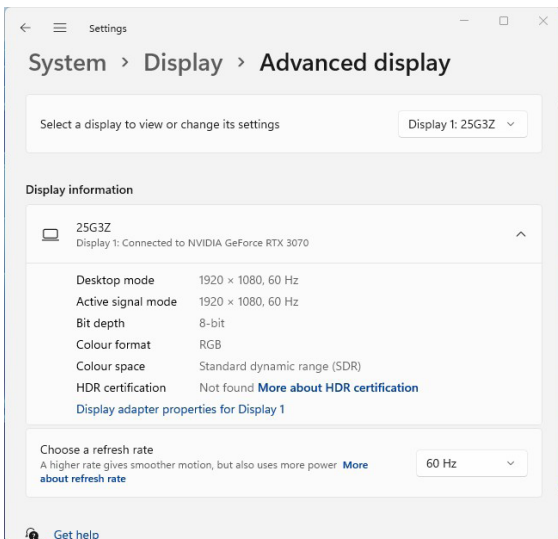 Settings
System > Display > Advanced display
Select a display to view or change its settings
Display 1: 25G3Z
Display information
25G3Z
Display 1: Connected to NVIDIA GeForce RTX 3070
Desktop mode 1920 × 1080, 60 Hz
Active signal mode 1920 × 1080, 60 Hz
Bit depth 8-bit
Colour format RGB
Colour space Standard dynamic range (SDR)
HDR certification Not found More about HDR certification
Display adapter properties for Display 1
Choose a refresh rate
A higher rate gives smoother motion, but also uses more power More
about refresh rate
60 Hz
Get help